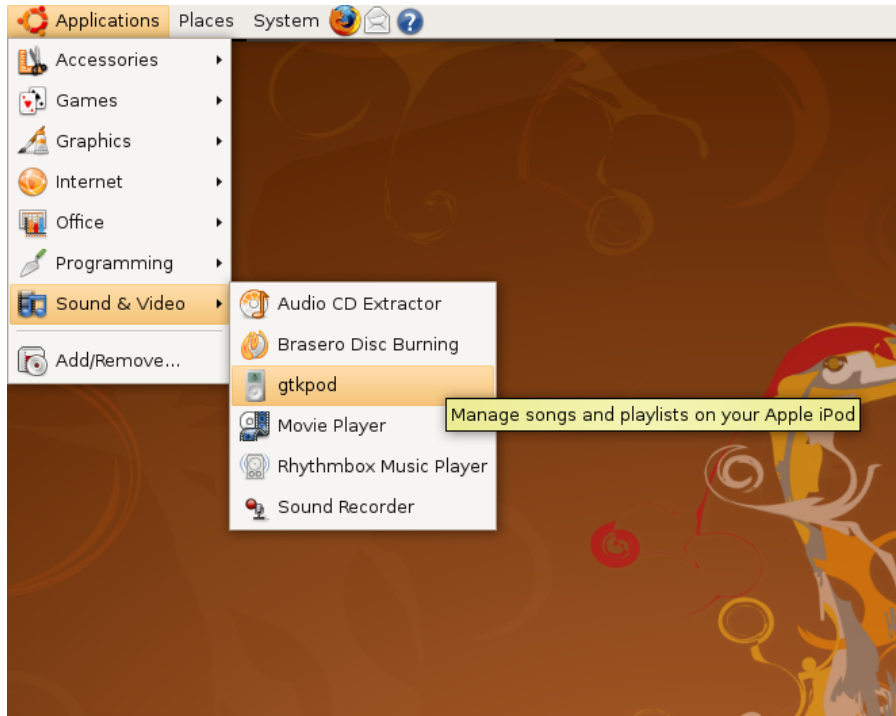 Applications Places System
Accessories
Games
Graphics
Internet
Office
Programming
Sound & Video
Add/Remove...
Audio CD Extractor
Brasero Disc Burning
gtkpod
Manage songs and playlists on your Apple iPod
Movie Player
Rhythmbox Music Player
Sound Recorder